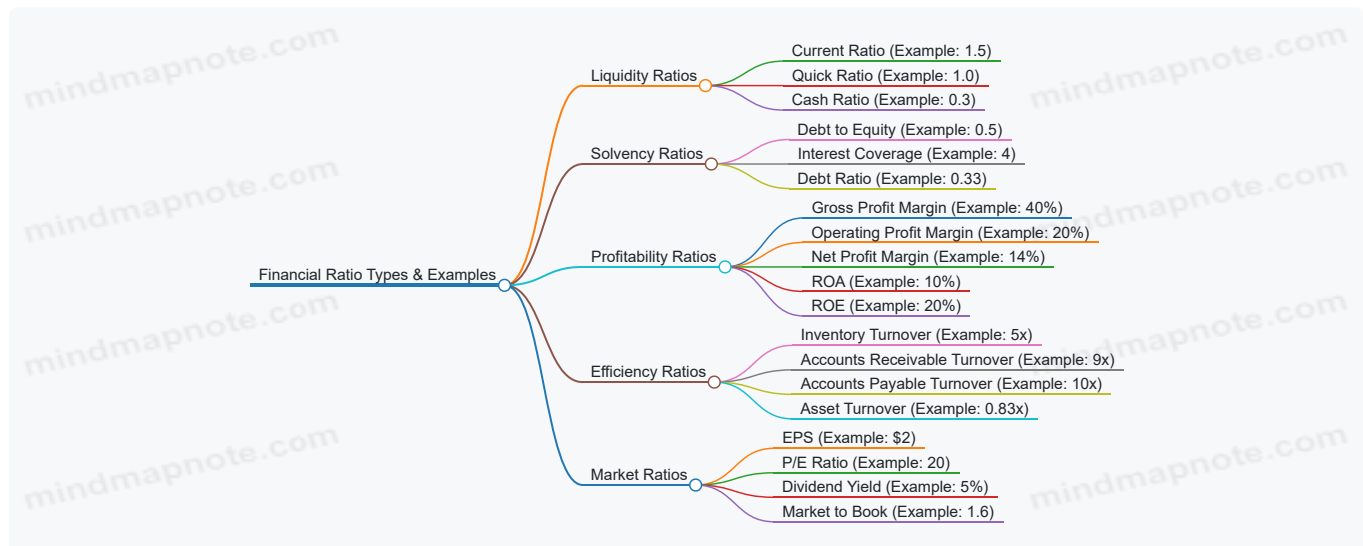 Financial Ratio Types & Examples
Liquidity Ratios
Current Ratio (Example: 1.5)
Quick Ratio (Example: 1.0)
Cash Ratio (Example: 0.3)
Solvency Ratios
Debt to Equity (Example: 0.5)
Interest Coverage (Example: 4)
Debt Ratio (Example: 0.33)
Profitability Ratios
Gross Profit Margin (Example: 40%)
Operating Profit Margin (Example: 20%)
Net Profit Margin (Example: 14%)
ROA (Example: 10%)
ROE (Example: 20%)
Efficiency Ratios
Inventory Turnover (Example: 5x)
Accounts Receivable Turnover (Example: 9x)
Accounts Payable Turnover (Example: 10x)
Asset Turnover (Example: 0.83x)
Market Ratios
EPS (Example: $2)
P/E Ratio (Example: 20)
Dividend Yield (Example: 5%)
Market to Book (Example: 1.6)
mindmapnote.com
mindmapnote.com
mindmapnote.com
mindmapnote.com
mindmapnote.com
mindmapnote.com
mindmapnote.com
mindmapnote.com